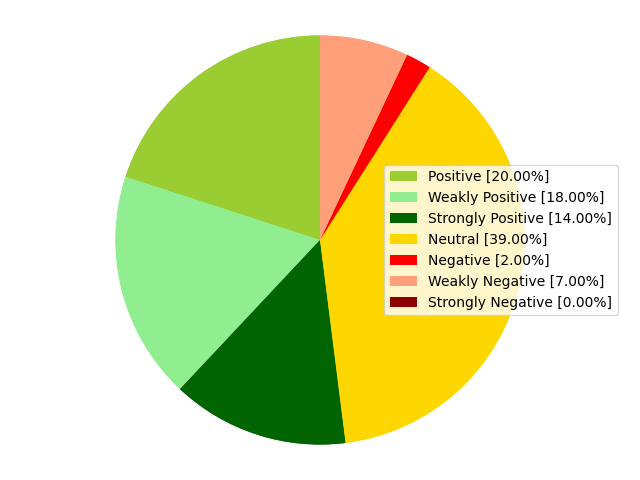 Positive [20.00%]
Weakly Positive [18.00%]
Strongly Positive [14.00%]
Neutral [39.00%]
Negative [2.00%]
Weakly Negative [7.00%]
Strongly Negative [0.00%]